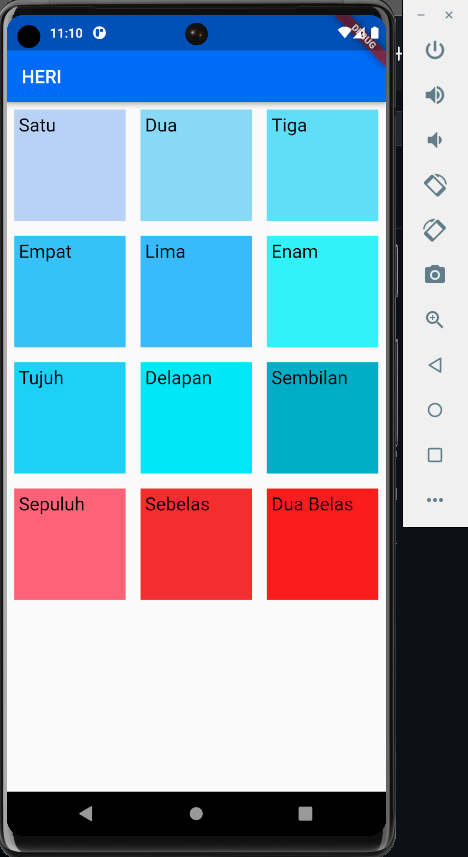 11:10
DEBUG
HERI
Satu
Dua
Tiga
Empat
Lima
Enam
Tujuh
Delapan
Sembilan
Sepuluh
Sebelas
Dua Belas